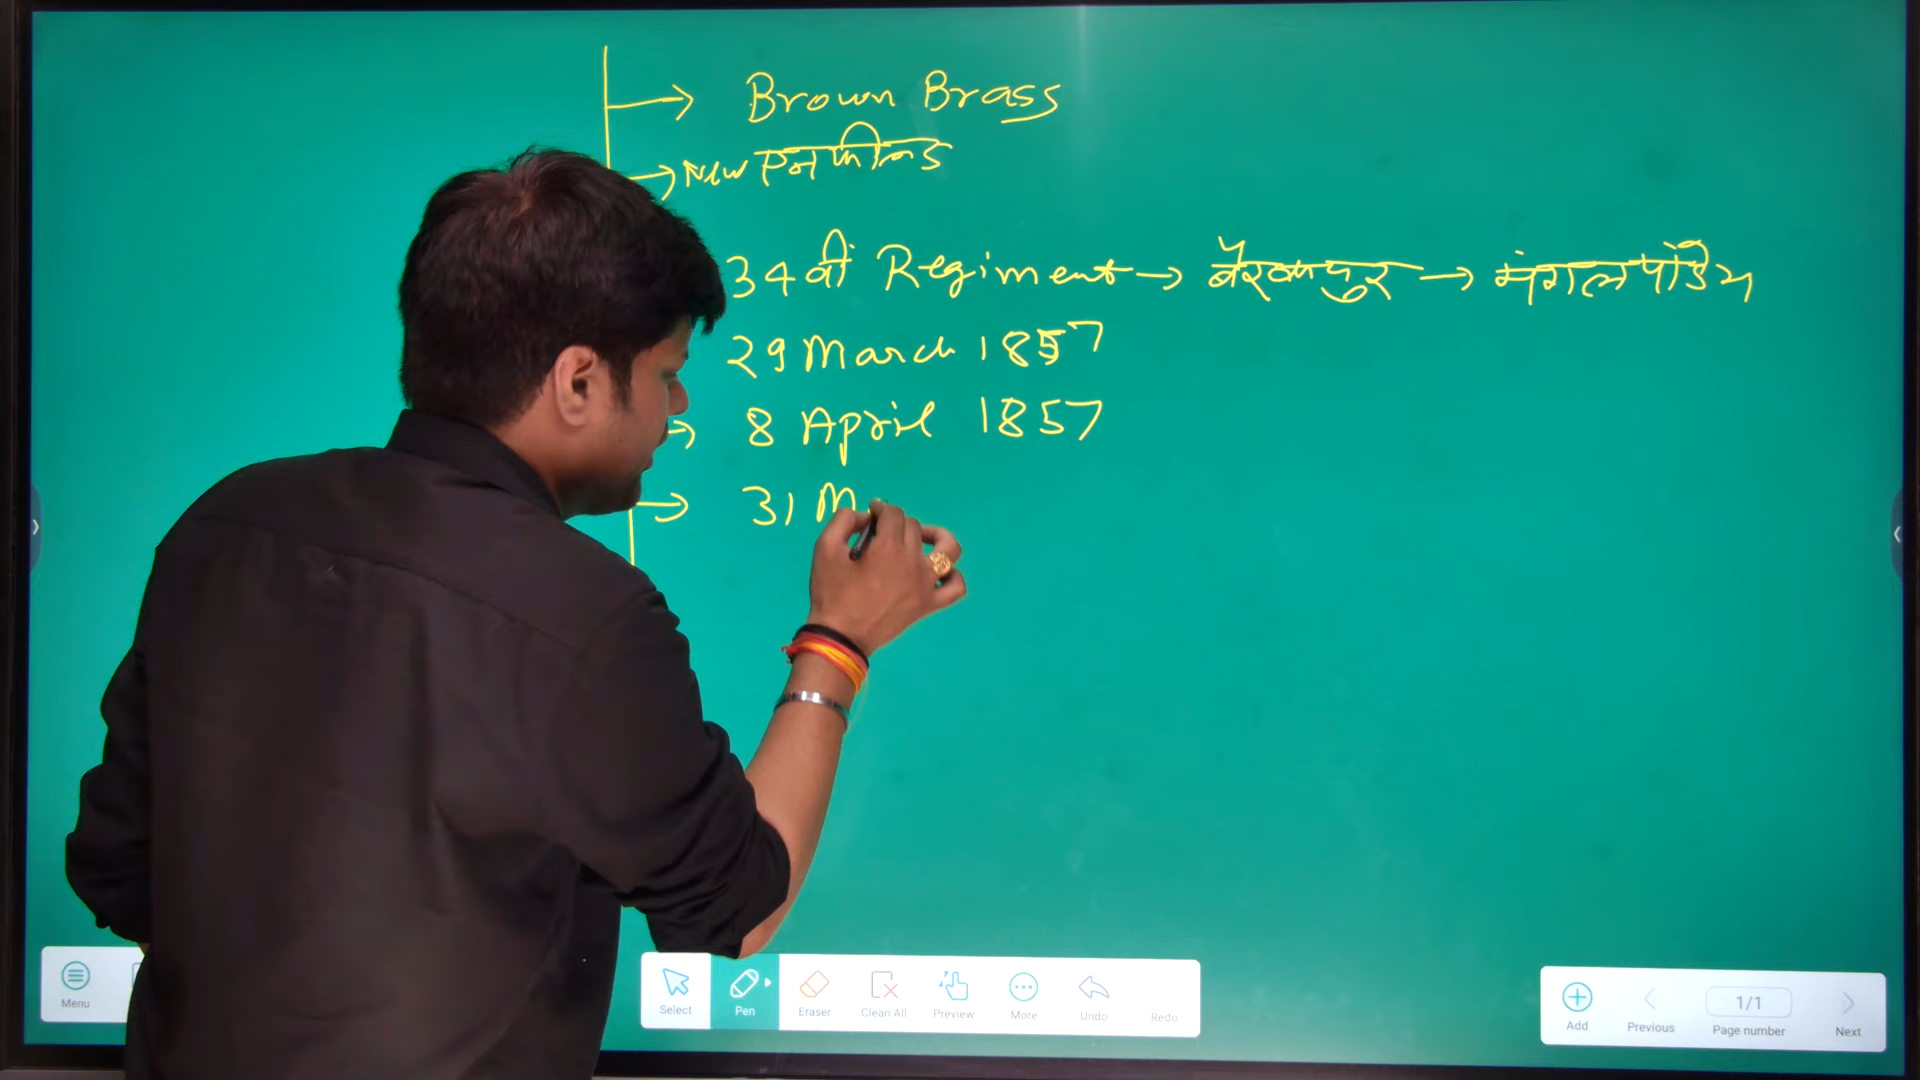 Brown Brass
New एनफील्ड
34 वीं Regiment → बैरकपुर → मंगल पांडेय
29 March 1857
8 April 1857
31 M
Menu
Select Pen Eraser Clean All Preview More Undo Redo
Add Previous 1/1 Page number Next